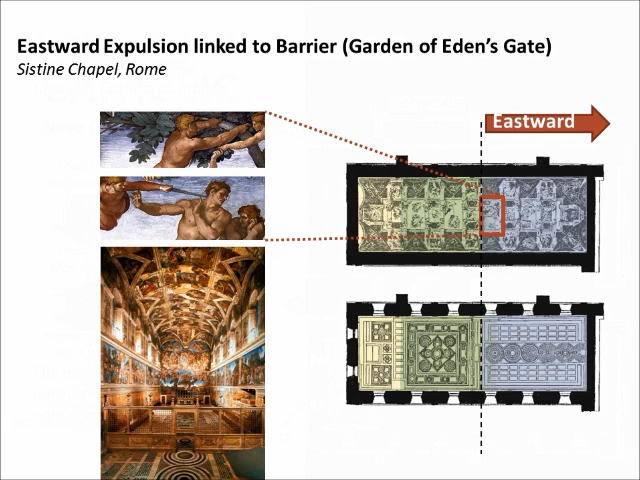 Eastward Expulsion linked to Barrier (Garden of Eden's Gate)
Sistine Chapel, Rome
Eastward